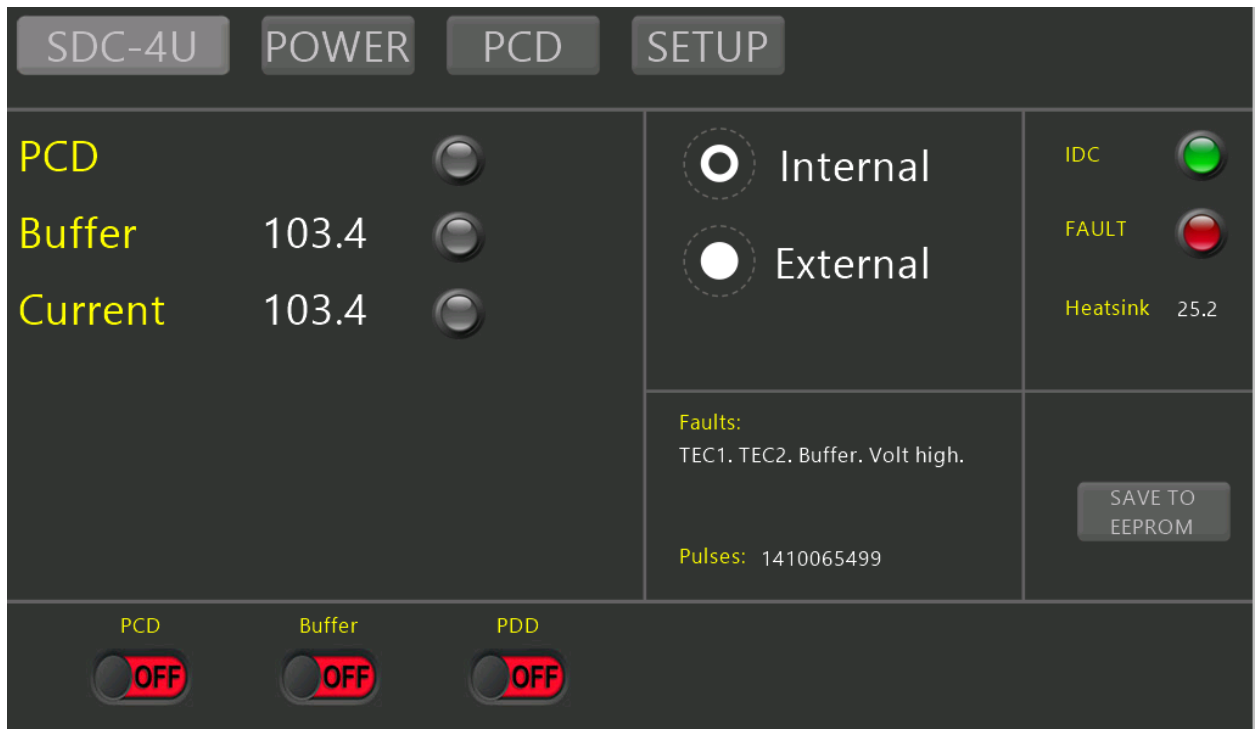 SDC-4U POWER PCD SETUP
PCD
Buffer 103.4
Current 103.4
Internal
External
IDC
FAULT
Heatsink 25.2
Faults:
TEC1. TEC2. Buffer. Volt high.
Pulses: 1410065499
SAVE TO
EEPROM
PCD Buffer PDD
OFF OFF OFF